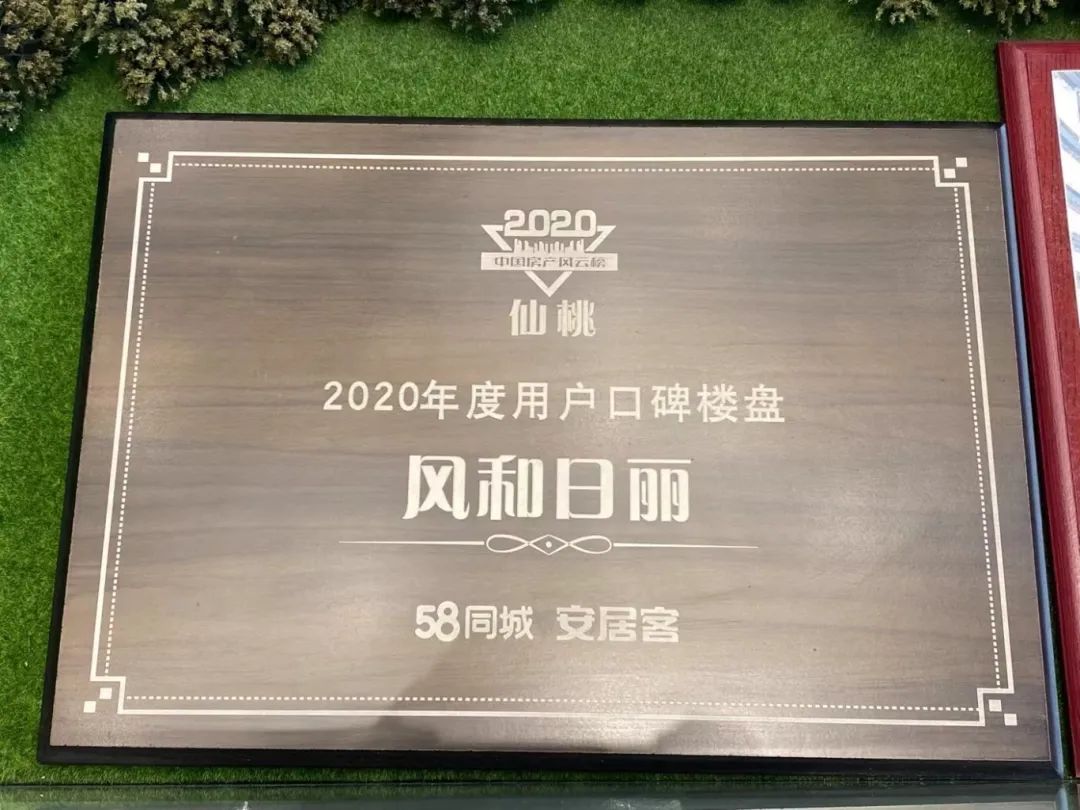 2020
中国房产风云榜
仙桃
2020年度用户口碑楼盘
风和日丽
58同城 安居客